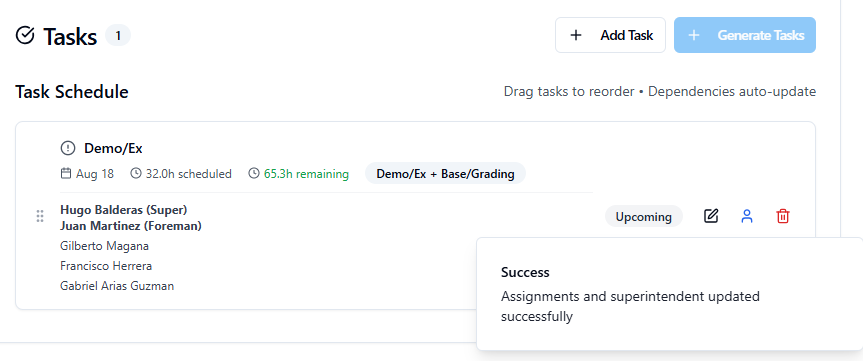 Tasks 1
Add Task
Generate Tasks
Task Schedule
Drag tasks to reorder • Dependencies auto-update
Demo/Ex
Aug 18 32.0h scheduled 65.3h remaining Demo/Ex + Base/Grading
Hugo Balderas (Super)
Juan Martinez (Foreman)
Gilberto Magana
Francisco Herrera
Gabriel Arias Guzman
Upcoming
Success
Assignments and superintendent updated
successfully